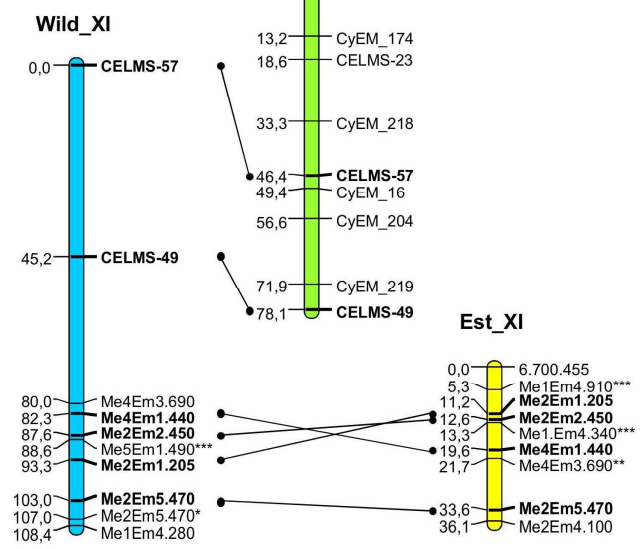 Wild_XI
0,0 CELMS-57
45,2 CELMS-49
80,0 Me4Em3.690
82,3 Me4Em1.440
87,6 Me2Em2.450
88,6 Me5Em1.490***
93,3 Me2Em1.205
103,0 Me2Em5.470
107,0 Me2Em5.470*
108,4 Me1Em4.280
13,2 CyEM_174
18,6 CELMS-23
33,3 CyEM_218
46,4 CELMS-57
49,4 CyEM_16
56,6 CyEM_204
71,9 CyEM_219
78,1 CELMS-49
Est_XI
0,0 6.700.455
5,3 Me1Em4.910***
11,2 Me2Em1.205
12,6 Me2Em2.450
13,3 Me1.Em4.340***
19,6 Me4Em1.440
21,7 Me4Em3.690**
33,6 Me2Em5.470
36,1 Me2Em4.100